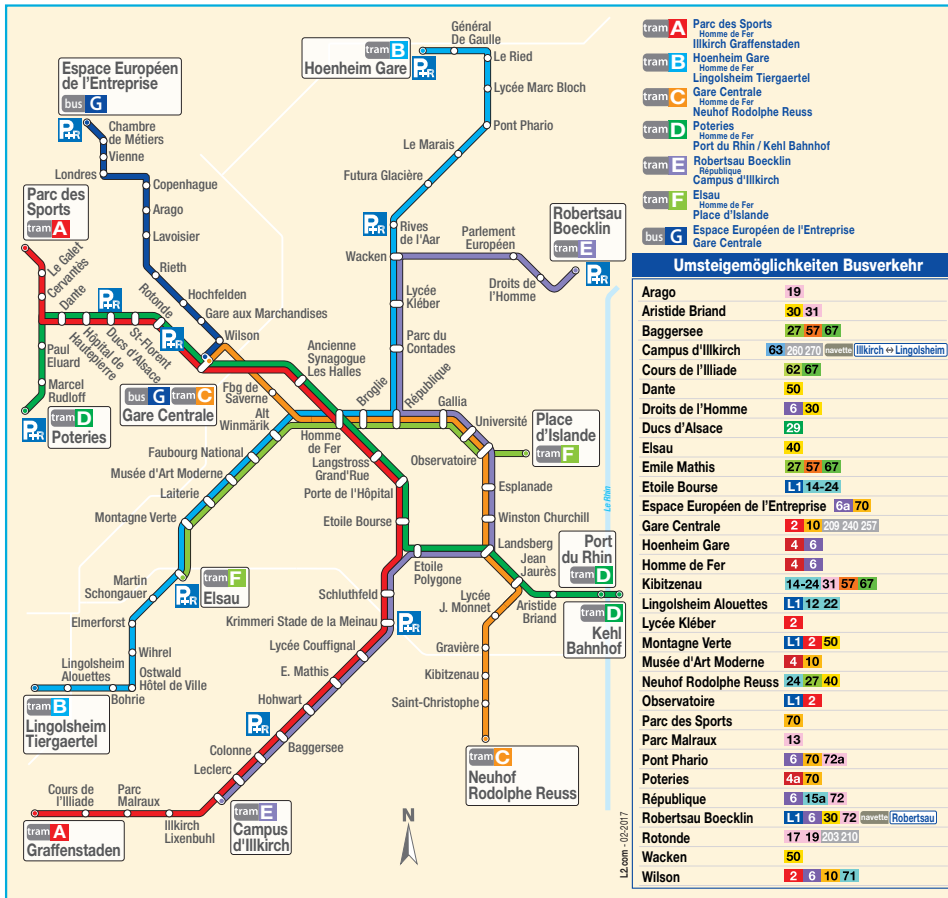 tram B
Hoenheim Gare
P+R
Général
De Gaulle
Le Ried
Lycée Marc Bloch
Pont Phario
Le Marais
Futura Glacière
P+R
Rives
de l'Aar
Wacken
Parlement
Européen
Droits de
l'Homme
Robertsau
Boecklin
tram E
P+R
Lycée
Kléber
Parc du
Contades
Espace Européen
de l'Entreprise
bus G
P+R
Chambre
de Métiers
Vienne
Londres
Copenhague
Arago
Lavoisier
Rieth
Hochfelden
Gare aux Marchandises
Wilson
Parc des
Sports
tram A
Le Galet
Cervantès
Dante
Hôpital de
Hautepierre
Ducs d'Alsace
St-Florent
Rotonde
P+R
P+R
Paul
Eluard
Marcel
Rudloff
P+R
tram D
Poteries
bus G tram C
Gare Centrale
Ancienne
Synagogue
Les Halles
Fbg de
Saverne
Alt
Winmärik
Faubourg National
Musée d'Art Moderne
Laiterie
Montagne Verte
Homme
de Fer
Broglie
République
Gallia
Université
Observatoire
Place
d'Islande
tram F
Langstross
Grand'Rue
Porte de l'Hôpital
Etoile Bourse
Esplanade
Winston Churchill
Landsberg
Jean
Jaurès
Etoile
Polygone
Port
du Rhin
tram D
tram D
Kehl
Bahnhof
Aristide
Briand
Le Rhin
Lycée
J. Monnet
Gravière
Kibitzenau
Saint-Christophe
tram C
Neuhof
Rodolphe Reuss
Schluthfeld
Krimmeri Stade de la Meinau
P+R
Lycée Couffignal
E. Mathis
Hohwart
P+R
Baggersee
Colonne
Leclerc
tram E
Campus
d'Illkirch
Illkirch
Lixenbuhl
Parc
Malraux
Cours de
l'Illiade
tram A
Graffenstaden
P+R
tram F
Elsau
Martin
Schongauer
Elmerforst
Wihrel
Ostwald
Hôtel de Ville
Bohrie
Lingolsheim
Alouettes
tram B
Lingolsheim
Tiergaertel
N
L2.com - 02-2017
tram A Parc des Sports
Homme de Fer
Illkirch Graffenstaden
tram B Hoenheim Gare
Homme de Fer
Lingolsheim Tiergaertel
tram C Gare Centrale
Homme de Fer
Neuhof Rodolphe Reuss
tram D Poteries
Homme de Fer
Port du Rhin / Kehl Bahnhof
tram E Robertsau Boecklin
République
Campus d'Illkirch
tram F Elsau
Homme de Fer
Place d'Islande
bus G Espace Européen de l'Entreprise
Gare Centrale
Umsteigemöglichkeiten Busverkehr
Arago 19
Aristide Briand 30 31
Baggersee 27 57 67
Campus d'Illkirch 63 260 270 navette Illkirch ↔ Lingolsheim
Cours de l'Illiade 62 67
Dante 50
Droits de l'Homme 6 30
Ducs d'Alsace 29
Elsau 40
Emile Mathis 27 57 67
Etoile Bourse L1 14-24
Espace Européen de l'Entreprise 6a 70
Gare Centrale 2 10 209 240 257
Hoenheim Gare 4 6
Homme de Fer 4 6
Kibitzenau 14-24 31 57 67
Lingolsheim Alouettes L1 12 22
Lycée Kléber 2
Montagne Verte L1 2 50
Musée d'Art Moderne 4 10
Neuhof Rodolphe Reuss 24 27 40
Observatoire L1 2
Parc des Sports 70
Parc Malraux 13
Pont Phario 6 70 72a
Poteries 4a 70
République 6 15a 72
Robertsau Boecklin L1 6 30 72 navette Robertsau
Rotonde 17 19 203 210
Wacken 50
Wilson 2 6 10 71